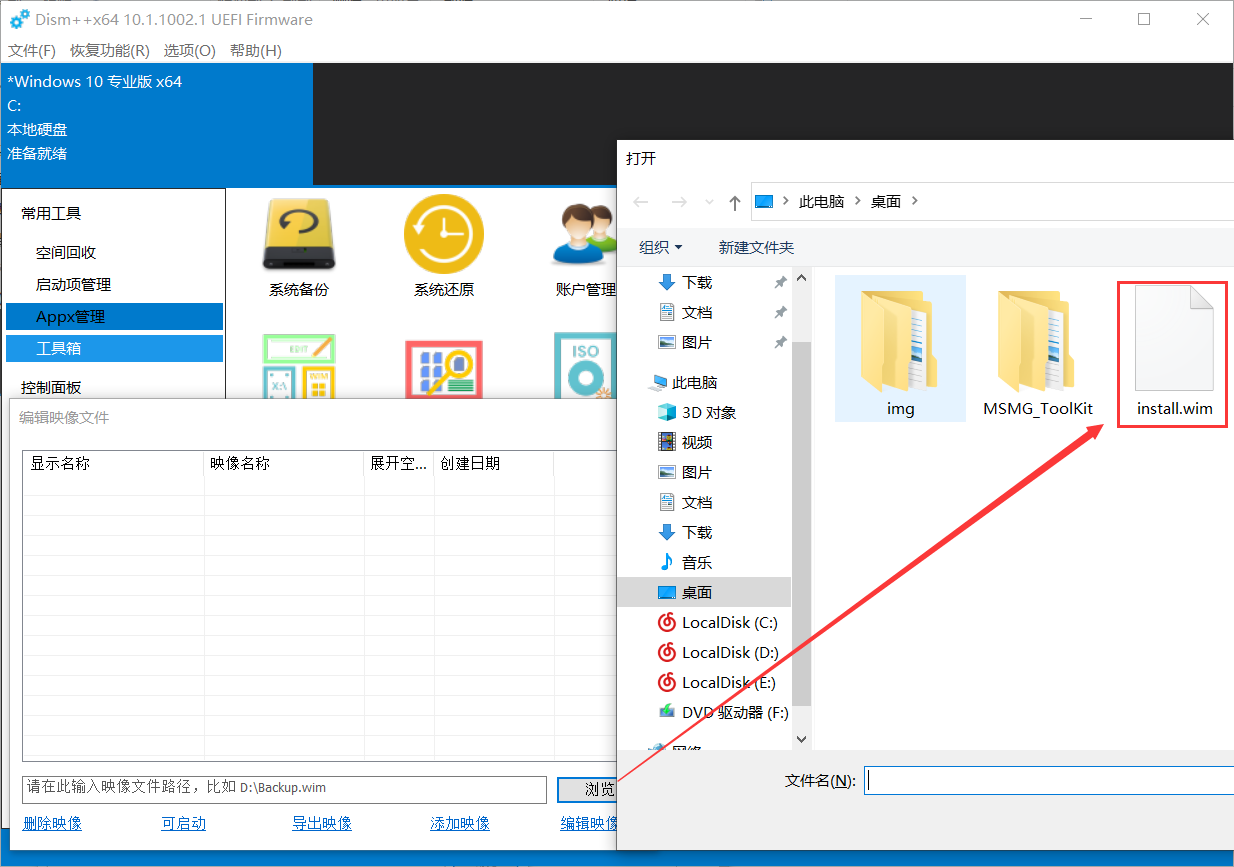 Dism++x64 10.1.1002.1 UEFI Firmware
文件(F) 恢复功能(R) 选项(O) 帮助(H)
*Windows 10 专业版 x64
C:
本地硬盘
准备就绪
常用工具
空间回收
启动项管理
Appx管理
工具箱
控制面板
系统备份
系统还原
账户管理
EDIT
ISO
编辑映像文件
显示名称
映像名称
展开空...
创建日期
请在此输入映像文件路径，比如 D:\Backup.wim
浏览
删除映像
可启动
导出映像
添加映像
编辑映像
打开
此电脑 > 桌面 >
组织
新建文件夹
下载
文档
图片
此电脑
3D 对象
视频
图片
文档
下载
音乐
桌面
LocalDisk (C:)
LocalDisk (D:)
LocalDisk (E:)
DVD 驱动器 (F:)
网络
img
MSMG_ToolKit
install.wim
文件名(N):